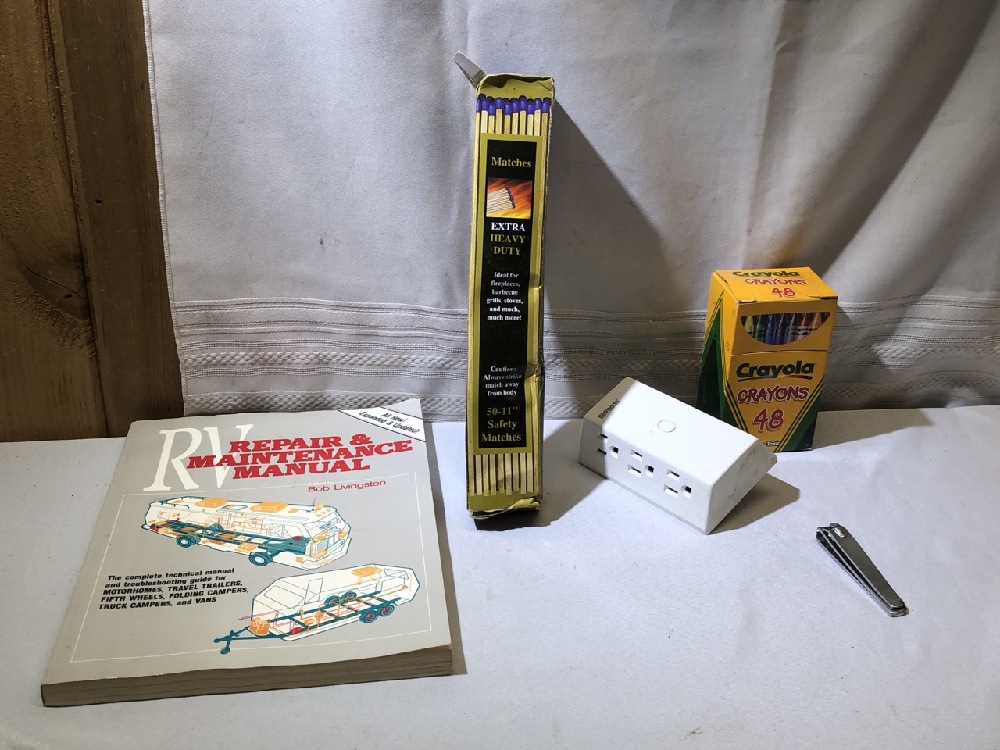 All New!
Expanded & Updated!
RV REPAIR &
MAINTENANCE
MANUAL
Bob Livingston
The complete technical manual
and troubleshooting guide for
MOTORHOMES, TRAVEL TRAILERS,
FIFTH WHEELS, FOLDING CAMPERS,
TRUCK CAMPERS, and VANS
Matches
EXTRA
HEAVY
DUTY
Ideal for
fireplaces,
barbecue
grills, stoves,
and much,
much more!
Caution:
Always strike
match away
from body
50-11"
Safety
Matches
Crayola
CRAYONS
48
Crayola
CRAYONS
48